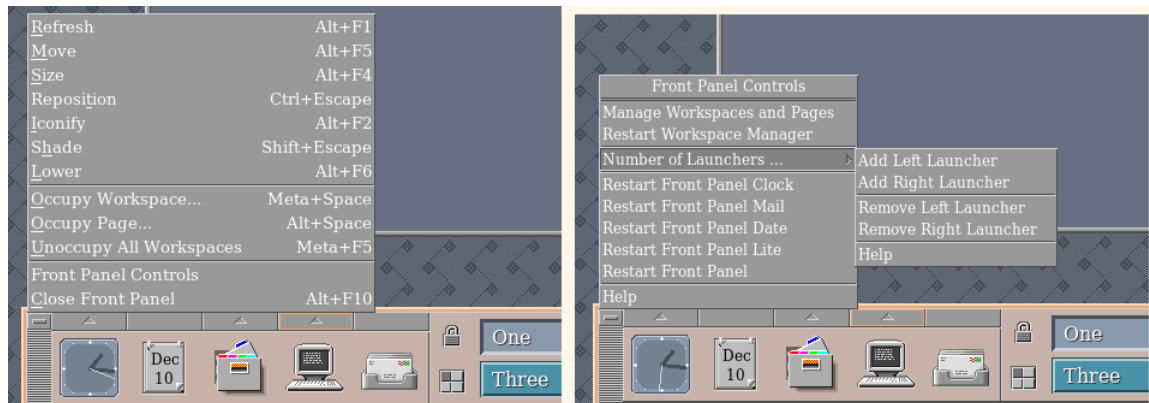 Refresh Alt+F1
Move Alt+F5
Size Alt+F4
Reposition Ctrl+Escape
Iconify Alt+F2
Shade Shift+Escape
Lower Alt+F6
Occupy Workspace... Meta+Space
Occupy Page... Alt+Space
Unoccupy All Workspaces Meta+F5
Front Panel Controls
Close Front Panel Alt+F10
Dec
10
One
Three
Front Panel Controls
Manage Workspaces and Pages
Restart Workspace Manager
Number of Launchers ...
Restart Front Panel Clock
Restart Front Panel Mail
Restart Front Panel Date
Restart Front Panel Lite
Restart Front Panel
Help
Add Left Launcher
Add Right Launcher
Remove Left Launcher
Remove Right Launcher
Help
Dec
10
One
Three